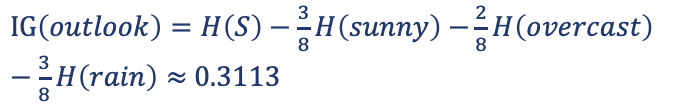 IG(outlook) = H(S) − 3/8 H(sunny) − 2/8 H(overcast)
− 3/8 H(rain) ≈ 0.3113